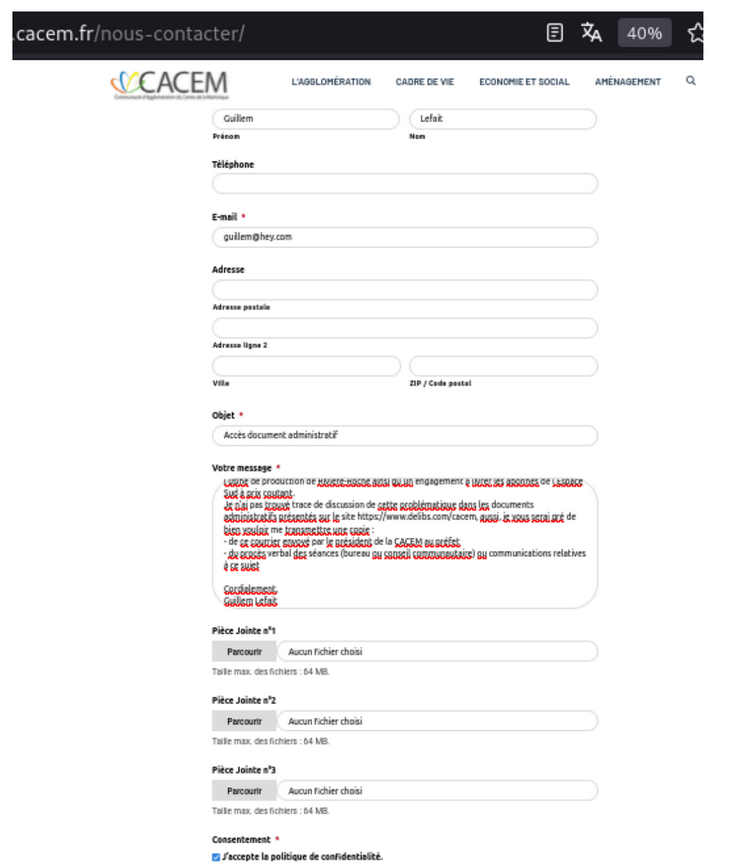 .cacem.fr/nous-contacter/
40%
CACEM
Communauté d'Agglomération du Centre de la Martinique
L'AGGLOMÉRATION
CADRE DE VIE
ECONOMIE ET SOCIAL
AMÉNAGEMENT
Guillem
Lefait
Prénom
Nom
Téléphone
E-mail *
guillem@hey.com
Adresse
Adresse postale
Adresse ligne 2
Ville
ZIP / Code postal
Objet *
Accès document administratif
Votre message *
l'usine de production de Rivière-Roche ainsi qu'un engagement à livrer les abonnés de l'Espace
Sud à prix coutant.
Je n'ai pas trouvé trace de discussion de cette problématique dans les documents
administratifs présentés sur le site https://www.delibs.com/cacem, aussi, je vous serai gré de
bien vouloir me transmettre une copie :
- de ce courrier envoyé par le président de la CACEM au préfet
- du procès verbal des séances (bureau ou conseil communautaire) ou communications relatives
à ce sujet
Cordialement,
Guillem Lefait
Pièce Jointe n°1
Parcourir
Aucun fichier choisi
Taille max. des fichiers : 64 MB.
Pièce Jointe n°2
Parcourir
Aucun fichier choisi
Taille max. des fichiers : 64 MB.
Pièce Jointe n°3
Parcourir
Aucun fichier choisi
Taille max. des fichiers : 64 MB.
Consentement *
J'accepte la politique de confidentialité.